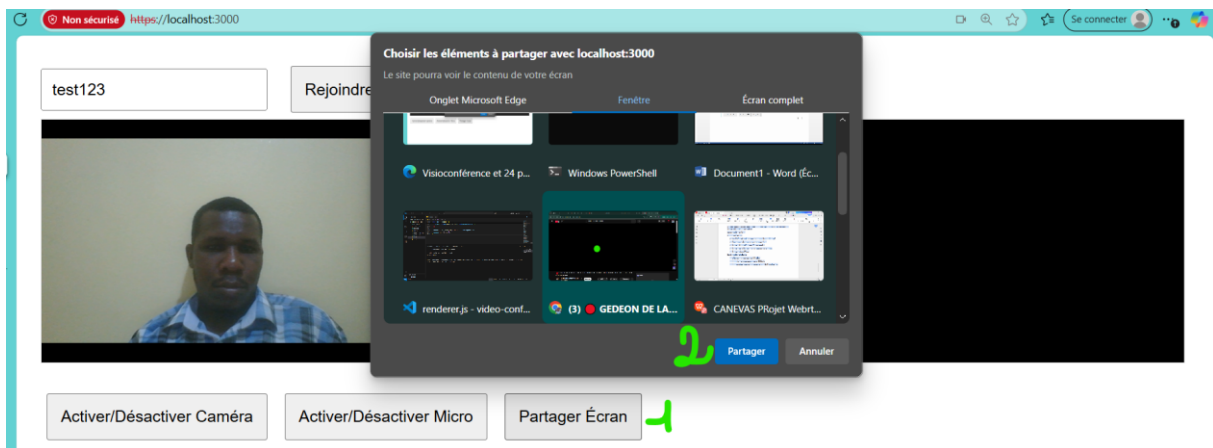 Non sécurisé https://localhost:3000
Se connecter
Choisir les éléments à partager avec localhost:3000
Le site pourra voir le contenu de votre écran
test123
Rejoindre
Onglet Microsoft Edge Fenêtre Écran complet
Visioconférence et 24 p... Windows PowerShell Document1 - Word (Éc...
renderer.js - video-conf... (3) GEDEON DE LA... CANEVAS PRojet Webrt...
2 Partager Annuler
Activer/Désactiver Caméra Activer/Désactiver Micro Partager Écran 1